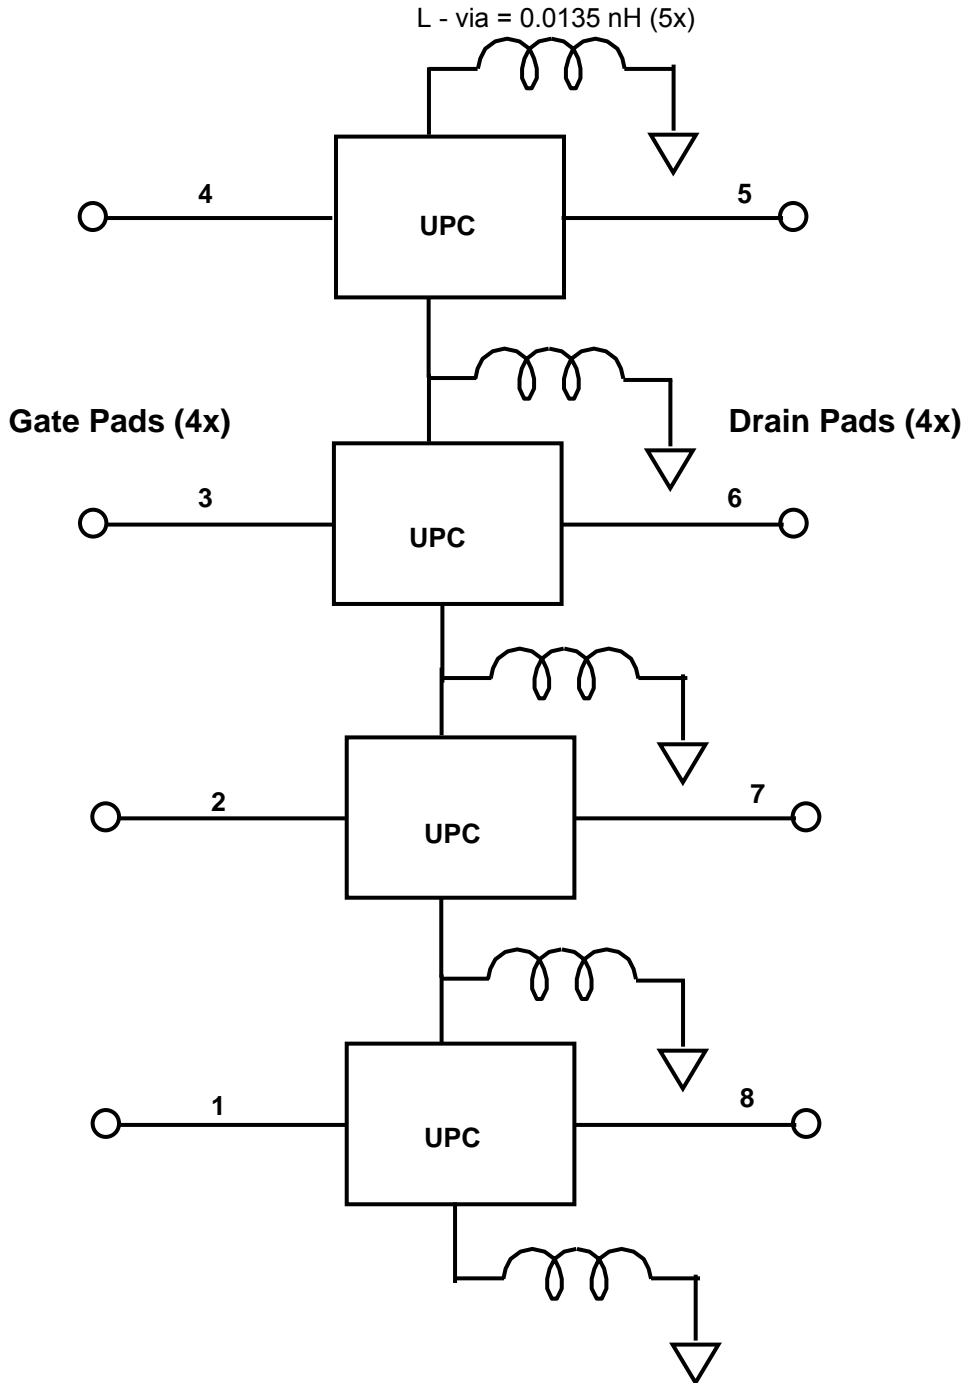 L - via = 0.0135 nH (5x)
4
5
UPC
Gate Pads (4x)
Drain Pads (4x)
3
6
UPC
2
7
UPC
1
8
UPC